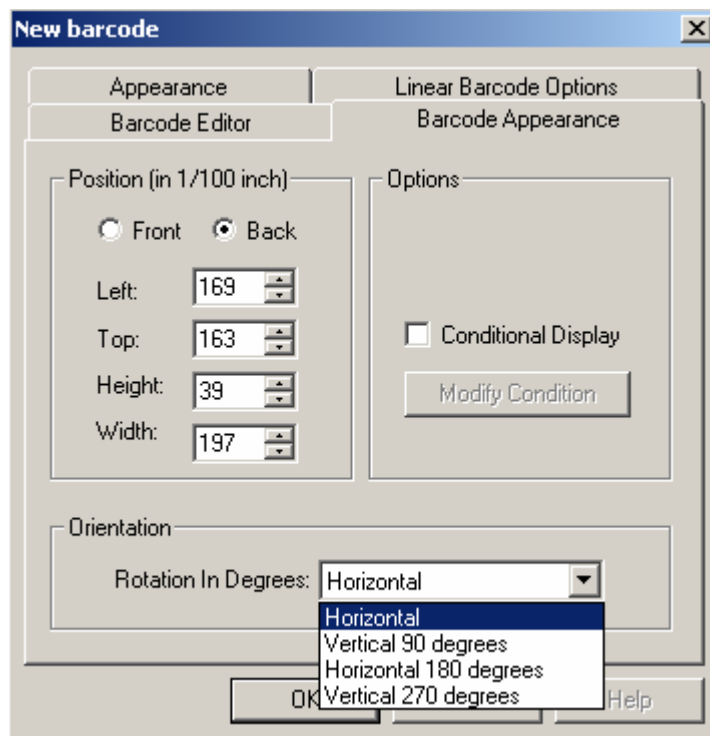 New barcode
Appearance Linear Barcode Options
Barcode Editor Barcode Appearance
Position (in 1/100 inch) Options
Front Back
Left: 169
Top: 163 Conditional Display
Height: 39 Modify Condition
Width: 197
Orientation
Rotation In Degrees: Horizontal
Horizontal
Vertical 90 degrees
Horizontal 180 degrees
Vertical 270 degrees
Help